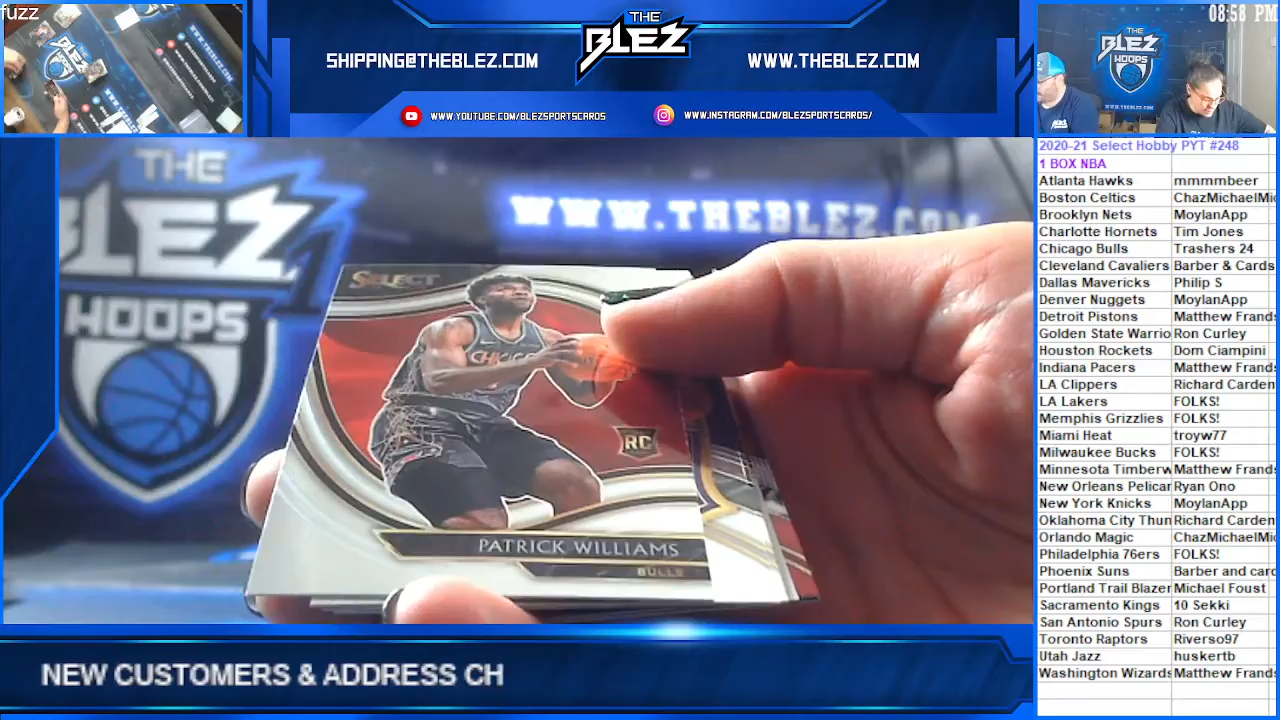 fuzz
SHIPPING@THEBLEZ.COM
THE
BLEZ
WWW.THEBLEZ.COM
WWW.YOUTUBE.COM/BLEZSPORTSCARDS
WWW.INSTAGRAM.COM/BLEZSPORTSCARDS/
08:58 PM
THE
BLEZ
HOOPS
THE
BLEZ
HOOPS
WWW.THEBLEZ.COM
SELECT
CHICAGO
RC
PATRICK WILLIAMS
BULLS
2020-21 Select Hobby PYT #248
1 BOX NBA
Atlanta Hawks mmmmbeer
Boston Celtics ChazMichaelMic
Brooklyn Nets MoylanApp
Charlotte Hornets Tim Jones
Chicago Bulls Trashers 24
Cleveland Cavaliers Barber & Cards
Dallas Mavericks Philip S
Denver Nuggets MoylanApp
Detroit Pistons Matthew Frands
Golden State Warrio Ron Curley
Houston Rockets Dom Ciampini
Indiana Pacers Matthew Frands
LA Clippers Richard Carden
LA Lakers FOLKS!
Memphis Grizzlies FOLKS!
Miami Heat troyw77
Milwaukee Bucks FOLKS!
Minnesota Timberw Matthew Frands
New Orleans Pelican Ryan Ono
New York Knicks MoylanApp
Oklahoma City Thun Richard Carden
Orlando Magic ChazMichaelMic
Philadelphia 76ers FOLKS!
Phoenix Suns Barber and card
Portland Trail Blazer Michael Foust
Sacramento Kings 10 Sekki
San Antonio Spurs Ron Curley
Toronto Raptors Riverso97
Utah Jazz huskertb
Washington Wizards Matthew Frands
NEW CUSTOMERS & ADDRESS CH